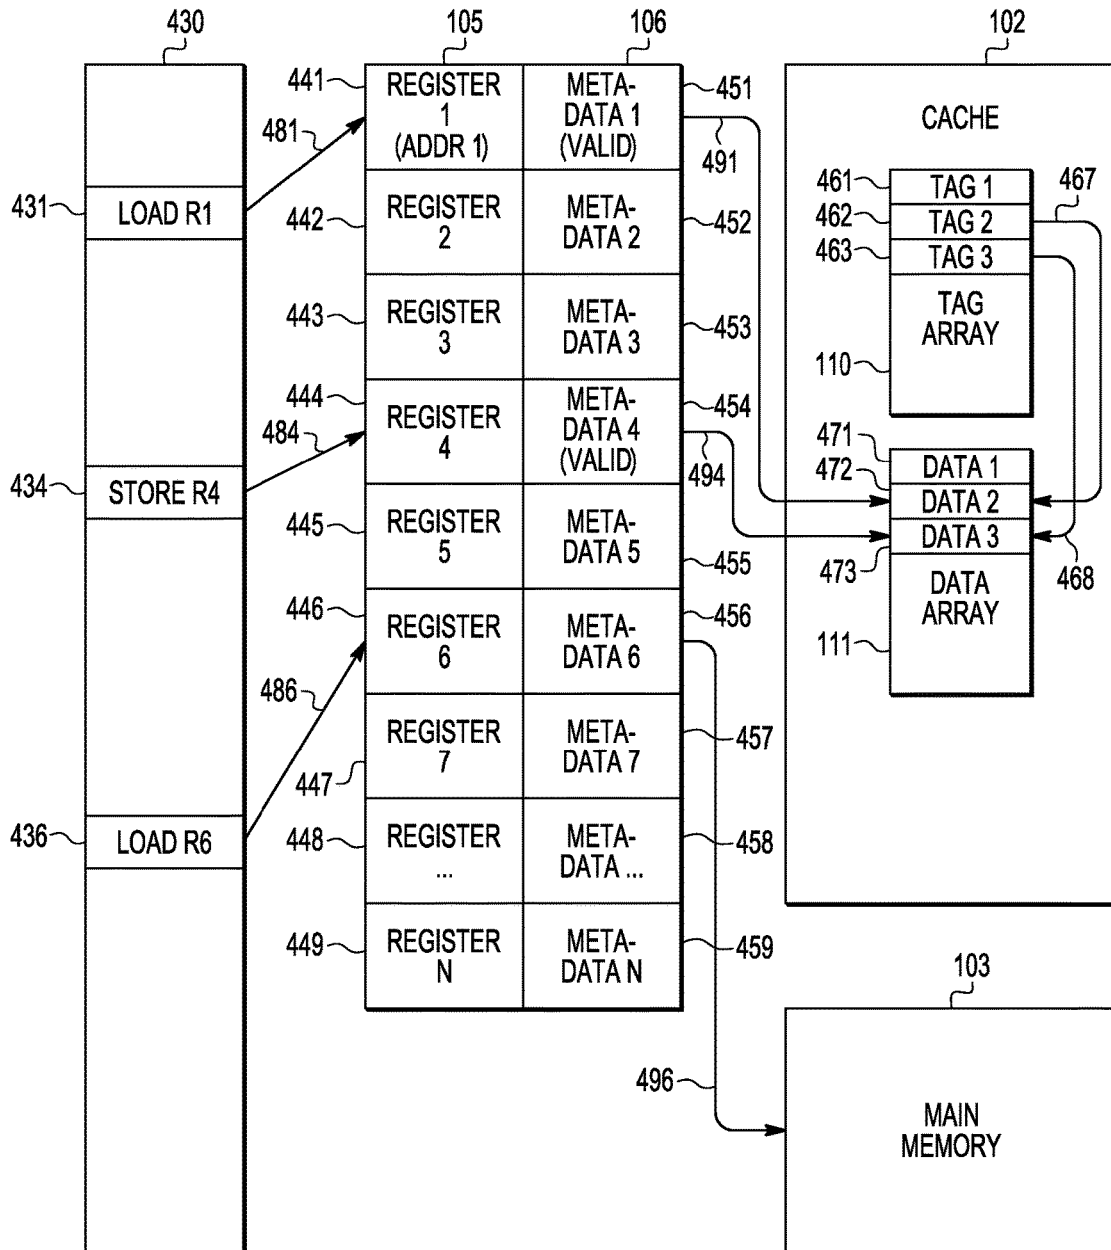 430
105
106
102
441
REGISTER
1
(ADDR 1)
META-
DATA 1
(VALID)
451
481
491
CACHE
431
LOAD R1
442
REGISTER
2
META-
DATA 2
452
461
TAG 1
467
462
TAG 2
463
TAG 3
443
REGISTER
3
META-
DATA 3
453
TAG
ARRAY
110
444
484
REGISTER
4
META-
DATA 4
(VALID)
454
494
434
STORE R4
471
DATA 1
472
DATA 2
DATA 3
473
468
445
REGISTER
5
META-
DATA 5
455
DATA
ARRAY
111
446
486
REGISTER
6
META-
DATA 6
456
447
REGISTER
7
META-
DATA 7
457
436
LOAD R6
448
REGISTER
...
META-
DATA ...
458
449
REGISTER
N
META-
DATA N
459
103
496
MAIN
MEMORY